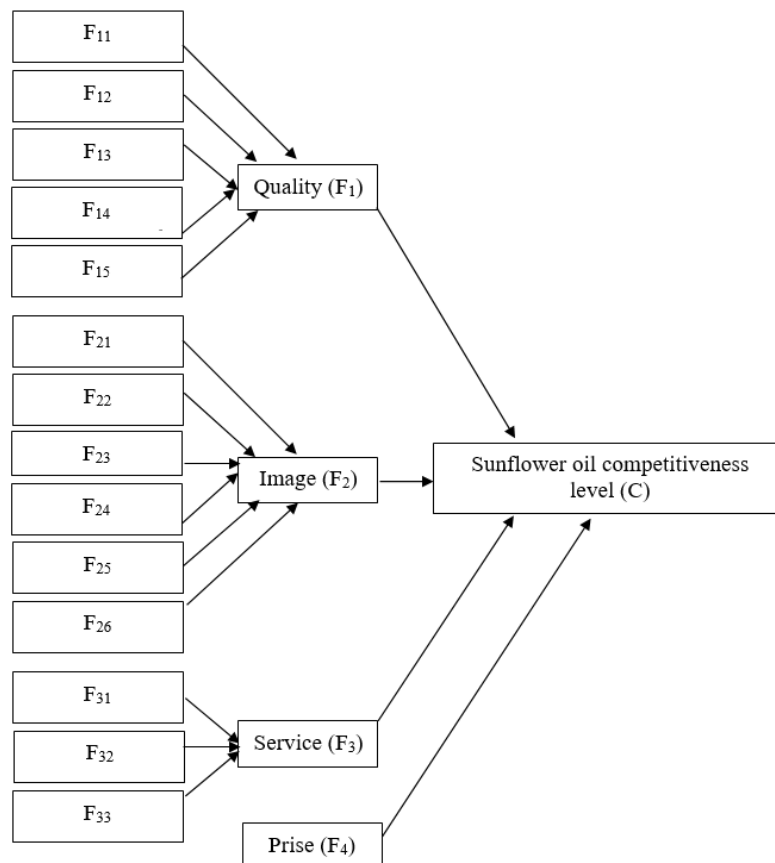 F₁₁
F₁₂
F₁₃
F₁₄
F₁₅
Quality (F₁)
F₂₁
F₂₂
F₂₃
F₂₄
F₂₅
F₂₆
Image (F₂)
Sunflower oil competitiveness
level (C)
F₃₁
F₃₂
F₃₃
Service (F₃)
Prise (F₄)